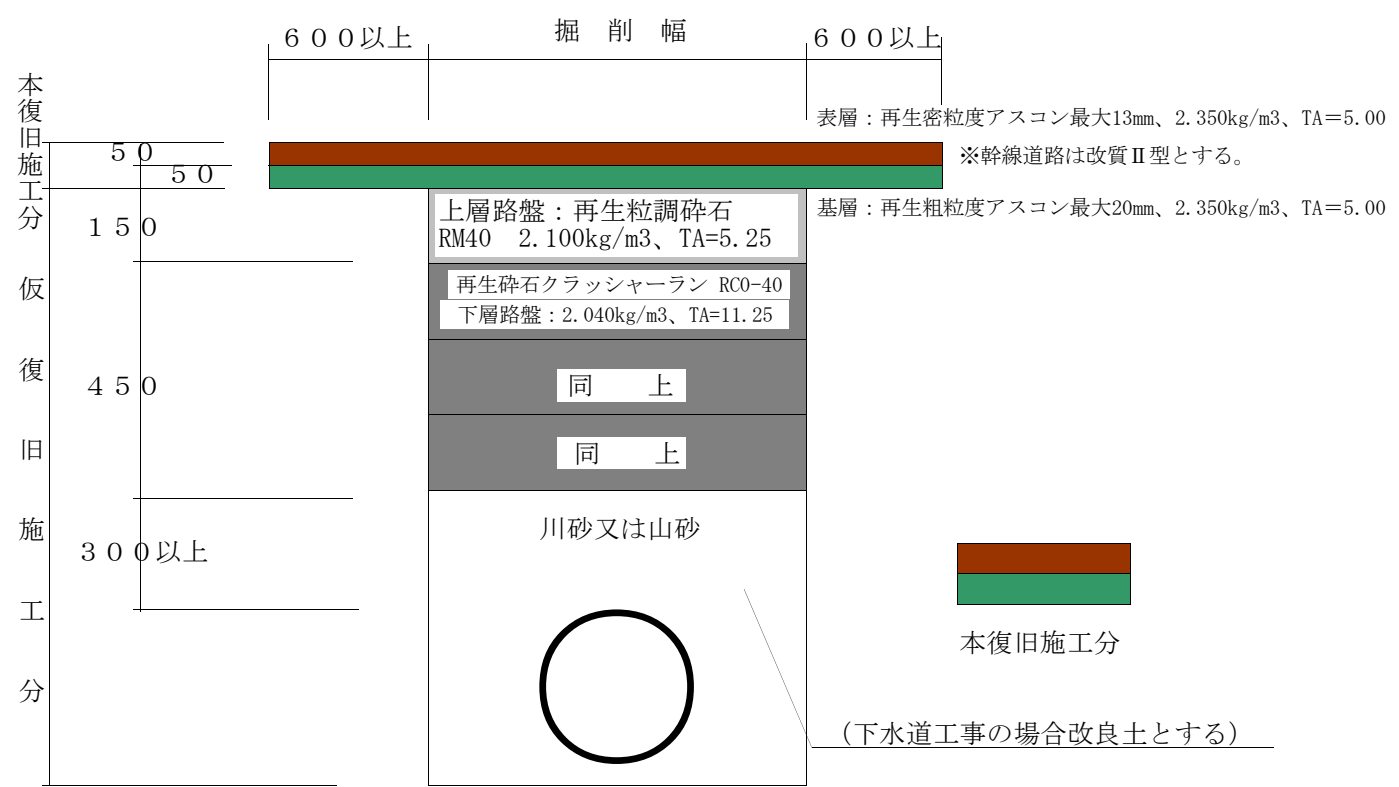 ６００以上
掘　削　幅
６００以上
本復旧施工分
表層：再生密粒度アスコン最大13mm、2.350kg/m3、TA＝5.00
５０
※幹線道路は改質Ⅱ型とする。
５０
基層：再生粗粒度アスコン最大20mm、2.350kg/m3、TA＝5.00
１５０
上層路盤：再生粒調砕石
RM40　2.100kg/m3、TA=5.25
仮復旧施工分
再生砕石クラッシャーラン RC0-40
下層路盤：2.040kg/m3、TA=11.25
４５０
同　　上
同　　上
川砂又は山砂
３００以上
本復旧施工分
（下水道工事の場合改良土とする）